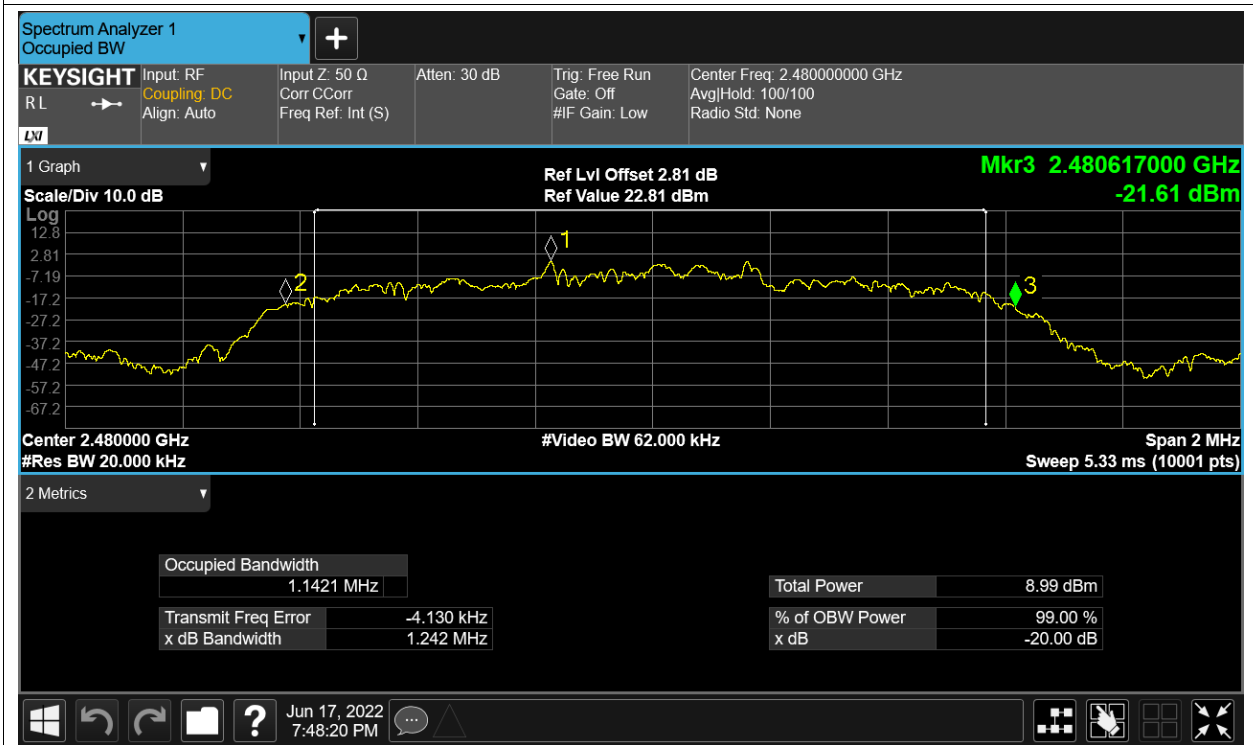 Spectrum Analyzer 1
Occupied BW
KEYSIGHT
R L
LXI
Input: RF
Coupling: DC
Align: Auto
Input Z: 50 Ω
Corr CCorr
Freq Ref: Int (S)
Atten: 30 dB
Trig: Free Run
Gate: Off
#IF Gain: Low
Center Freq: 2.480000000 GHz
Avg|Hold: 100/100
Radio Std: None
1 Graph
Scale/Div 10.0 dB
Ref Lvl Offset 2.81 dB
Ref Value 22.81 dBm
Mkr3 2.480617000 GHz
-21.61 dBm
Log
12.8
2.81
-7.19
-17.2
-27.2
-37.2
-47.2
-57.2
-67.2
1
2
3
Center 2.480000 GHz
#Video BW 62.000 kHz
Span 2 MHz
#Res BW 20.000 kHz
Sweep 5.33 ms (10001 pts)
2 Metrics
Occupied Bandwidth
1.1421 MHz
Total Power 8.99 dBm
Transmit Freq Error -4.130 kHz
% of OBW Power 99.00 %
x dB Bandwidth 1.242 MHz
x dB -20.00 dB
?
Jun 17, 2022
7:48:20 PM